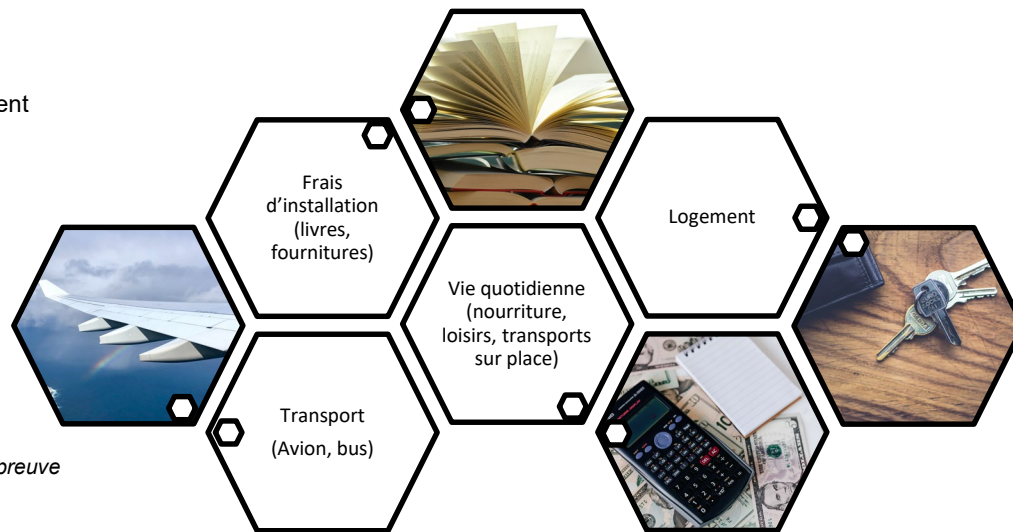 ent
Frais
d'installation
(livres,
fournitures)
Logement
Vie quotidienne
(nourriture,
loisirs, transports
sur place)
Transport
(Avion, bus)
preuve